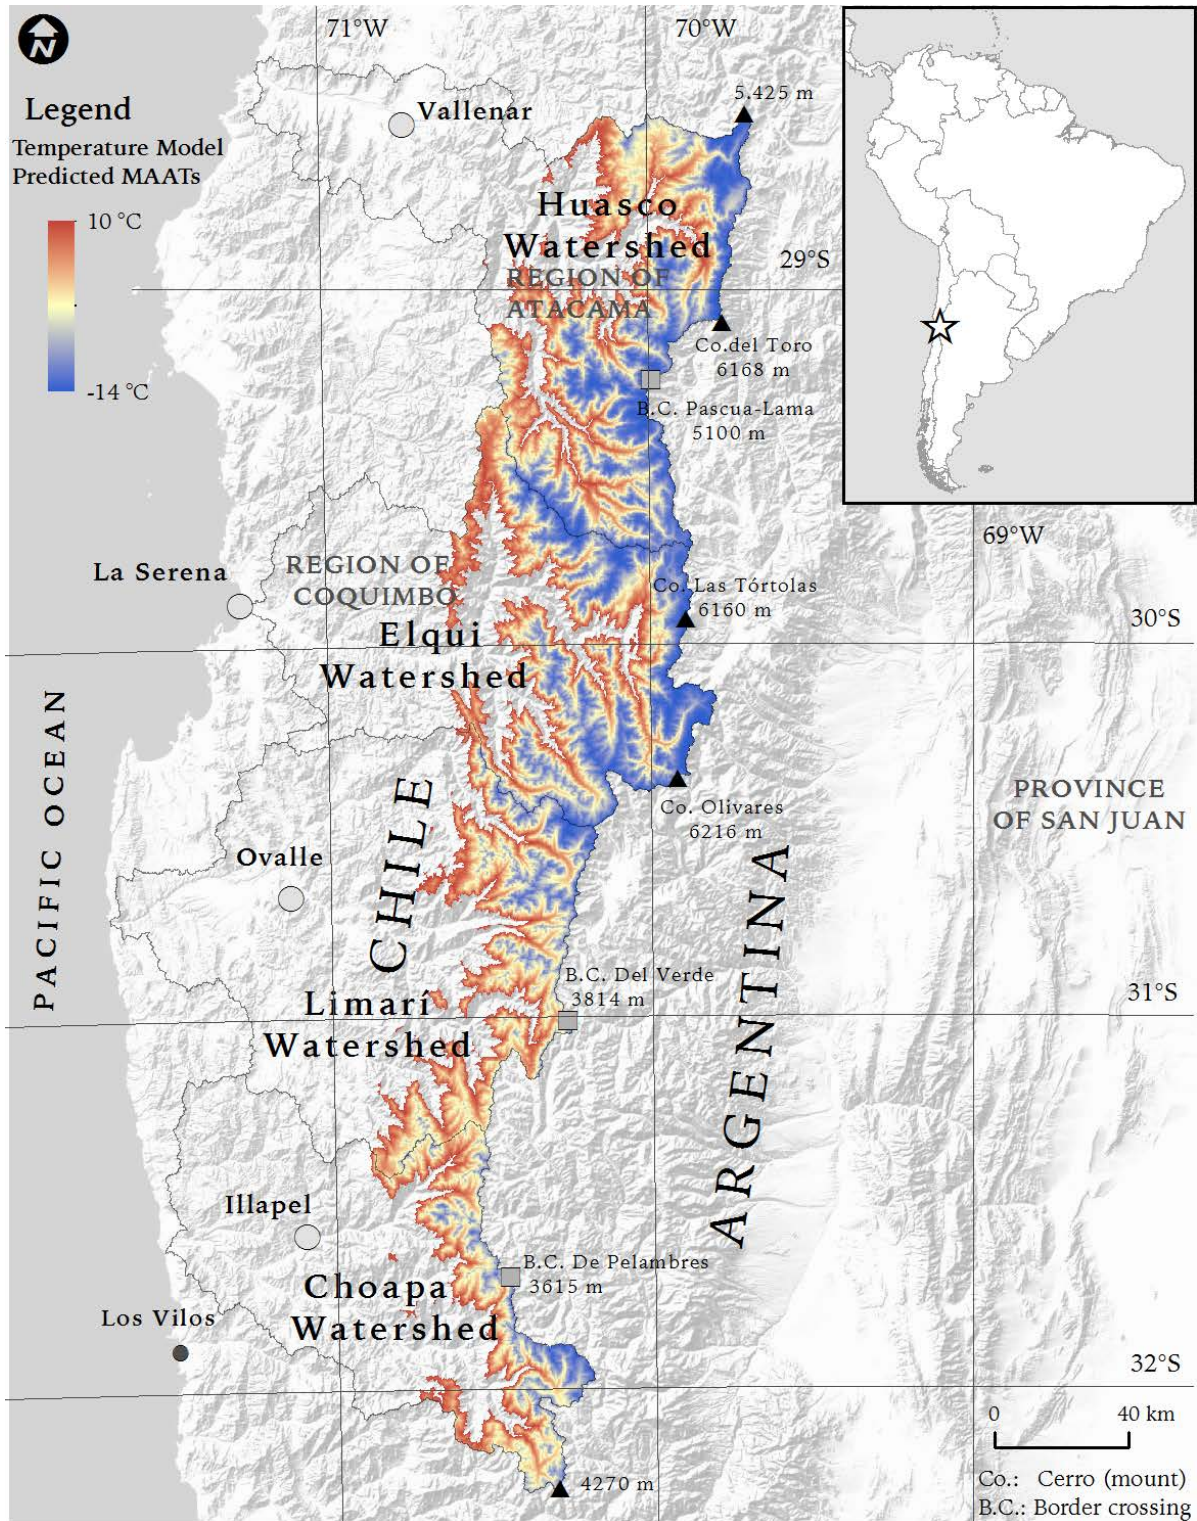 71°W
70°W
N
Legend
Temperature Model
Predicted MAATs
10 °C
-14 °C
Vallenar
5.425 m
Huasco
Watershed
REGION OF
ATACAMA
29°S
Co.del Toro
6168 m
B.C. Pascua-Lama
5100 m
69°W
La Serena
REGION OF
COQUIMBO
Co. Las Tórtolas
6160 m
30°S
Elqui
Watershed
PACIFIC OCEAN
CHILE
Co. Olivares
6216 m
PROVINCE
OF SAN JUAN
Ovalle
ARGENTINA
B.C. Del Verde
3814 m
31°S
Limarí
Watershed
Illapel
B.C. De Pelambres
3615 m
Choapa
Watershed
Los Vilos
32°S
0 40 km
4270 m
Co.: Cerro (mount)
B.C.: Border crossing